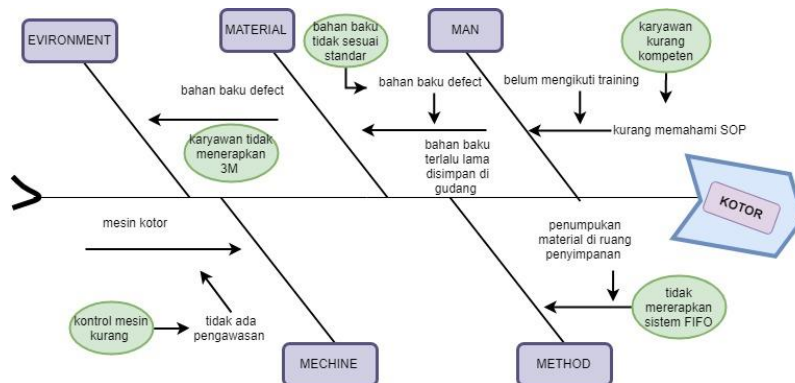 EVIRONMENT
MATERIAL
bahan baku
tidak sesuai
standar
MAN
karyawan
kurang
kompeten
bahan baku defect
bahan baku defect
belum mengikuti training
karyawan tidak
menerapkan
3M
bahan baku
terlalu lama
disimpan di
gudang
kurang memahami SOP
KOTOR
mesin kotor
penumpukan
material di ruang
penyimpanan
kontrol mesin
kurang
tidak ada
pengawasan
tidak
mererapkan
sistem FIFO
MECHINE
METHOD